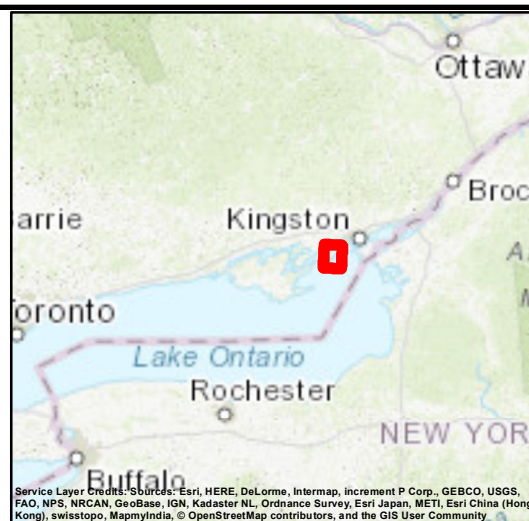 Ottaw
Broc
arrie
Kingston
oronto
Lake Ontario
Rochester
NEW YOR
Buffalo
Service Layer Credits: Sources: Esri, HERE, DeLorme, Intermap, increment P Corp., GEBCO, USGS,
FAO, NPS, NRCAN, GeoBase, IGN, Kadaster NL, Ordnance Survey, Esri Japan, METI, Esri China (Hong
Kong), swisstopo, MapmyIndia, © OpenStreetMap contributors, and the GIS User Community